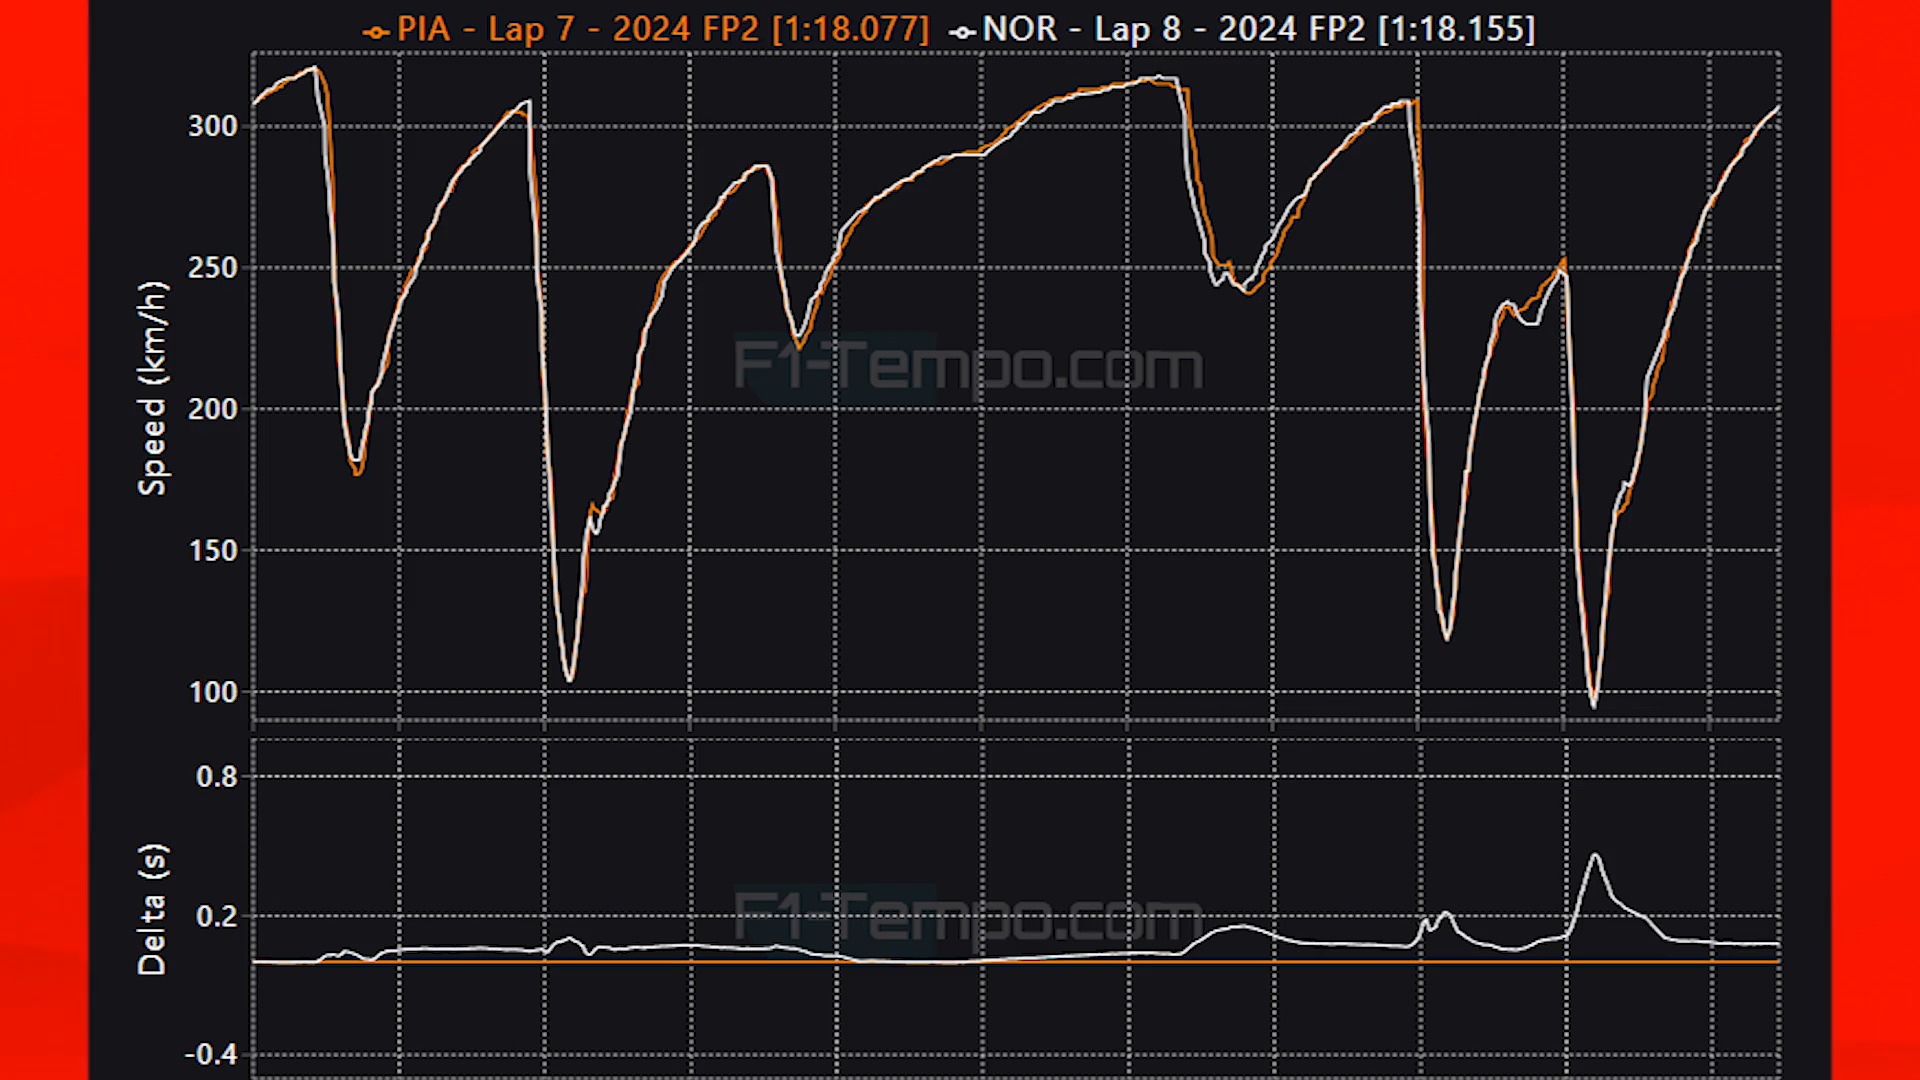 PIA - Lap 7 - 2024 FP2 [1:18.077] NOR - Lap 8 - 2024 FP2 [1:18.155]
300
250
200
150
100
Speed (km/h)
F1-Tempo.com
0.8
0.2
-0.4
Delta (s)
F1-Tempo.com